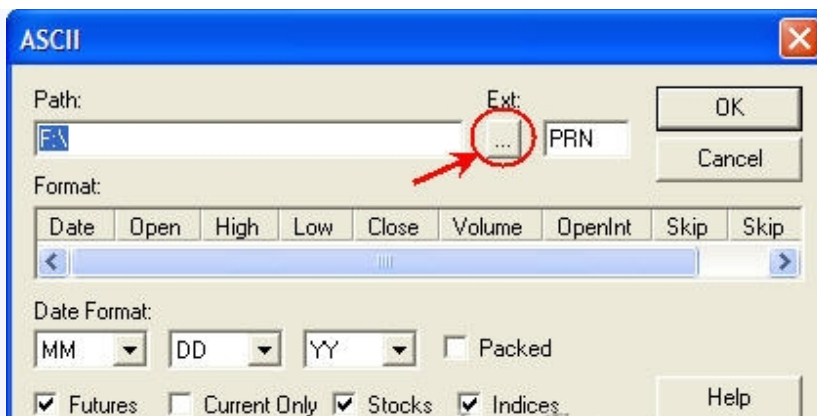 ASCII
Path: Ext:
F:\ ... PRN
OK
Cancel
Format:
Date Open High Low Close Volume OpenInt Skip Skip
Date Format:
MM DD YY Packed
Futures Current Only Stocks Indices
Help